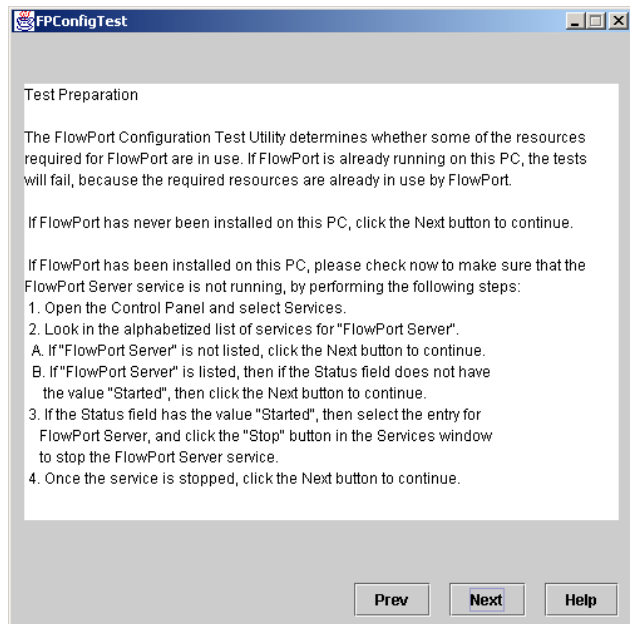 FPConfigTest
Test Preparation
The FlowPort Configuration Test Utility determines whether some of the resources
required for FlowPort are in use. If FlowPort is already running on this PC, the tests
will fail, because the required resources are already in use by FlowPort.
If FlowPort has never been installed on this PC, click the Next button to continue.
If FlowPort has been installed on this PC, please check now to make sure that the
FlowPort Server service is not running, by performing the following steps:
1. Open the Control Panel and select Services.
2. Look in the alphabetized list of services for "FlowPort Server".
A. If "FlowPort Server" is not listed, click the Next button to continue.
B. If "FlowPort Server" is listed, then if the Status field does not have
the value "Started", then click the Next button to continue.
3. If the Status field has the value "Started", then select the entry for
FlowPort Server, and click the "Stop" button in the Services window
to stop the FlowPort Server service.
4. Once the service is stopped, click the Next button to continue.
Prev Next Help